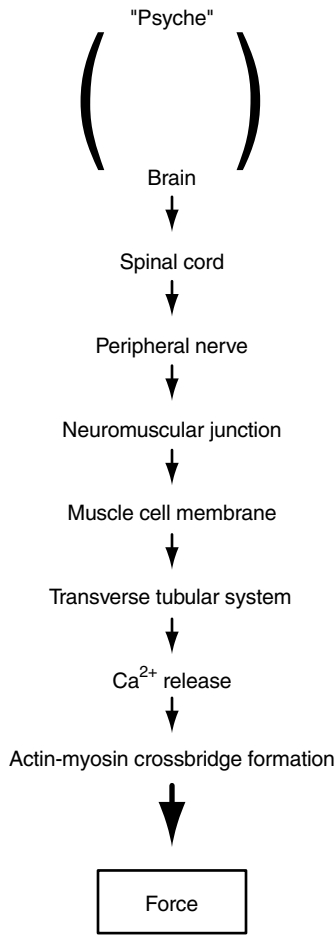 "Psyche"
Brain
Spinal cord
Peripheral nerve
Neuromuscular junction
Muscle cell membrane
Transverse tubular system
Ca²⁺ release
Actin-myosin crossbridge formation
Force